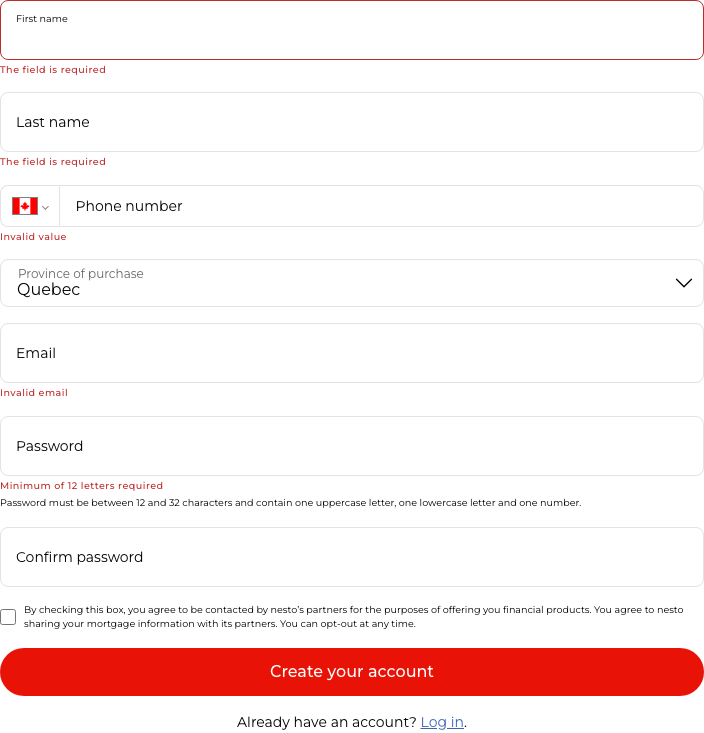 First name
The field is required
Last name
The field is required
Phone number
Invalid value
Province of purchase
Quebec
Email
Invalid email
Password
Minimum of 12 letters required
Password must be between 12 and 32 characters and contain one uppercase letter, one lowercase letter and one number.
Confirm password
By checking this box, you agree to be contacted by nesto’s partners for the purposes of offering you financial products. You agree to nesto
sharing your mortgage information with its partners. You can opt-out at any time.
Create your account
Already have an account? Log in.